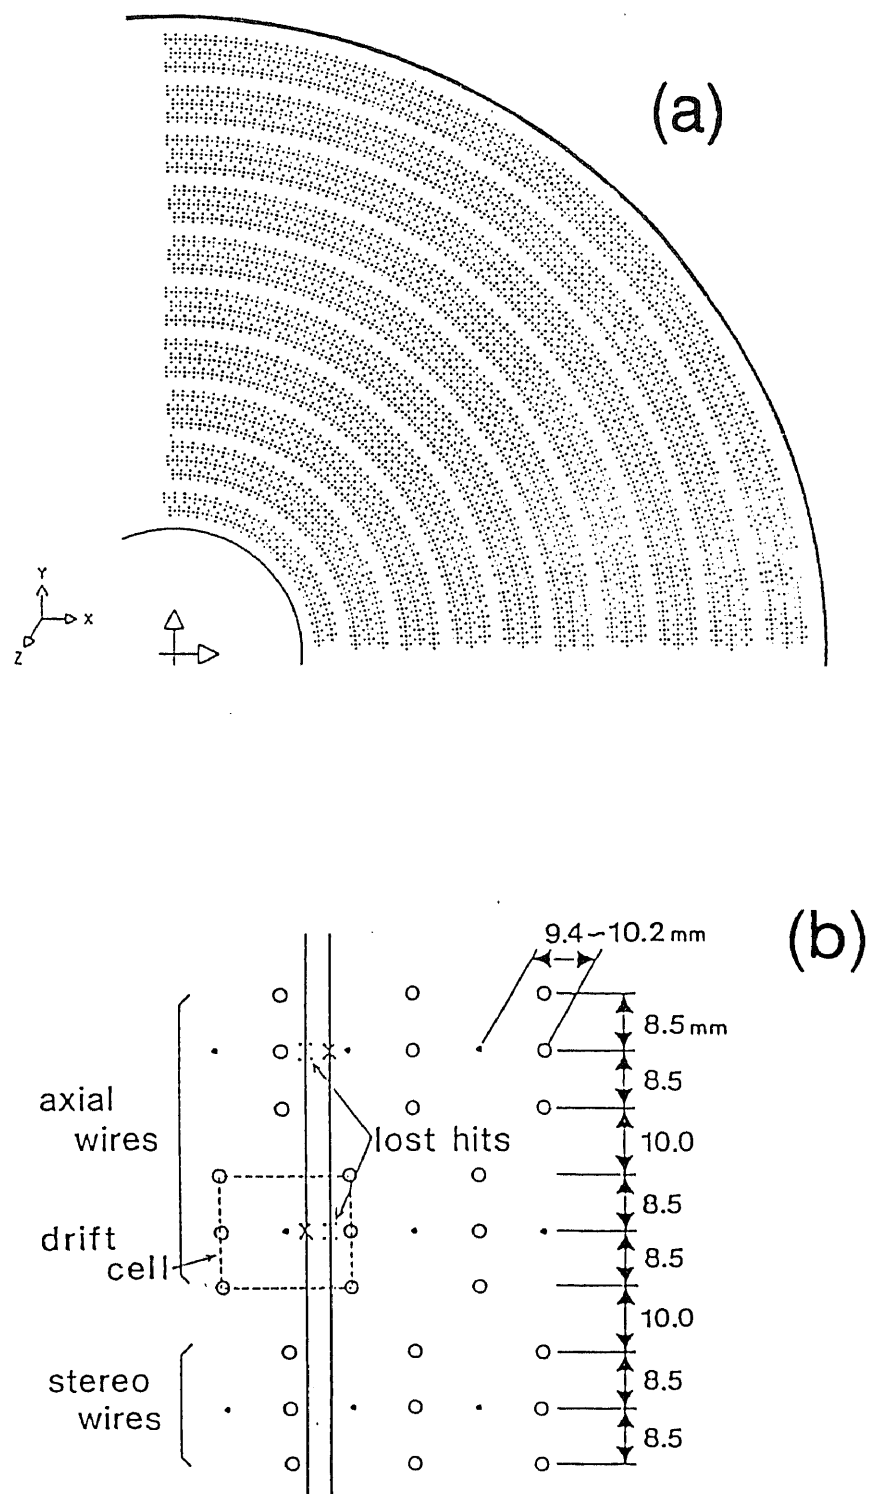 (a)
Y
X
Z
(b)
9.4-10.2 mm
8.5 mm
8.5
axial
wires
lost hits
10.0
8.5
drift
cell
8.5
10.0
stereo
wires
8.5
8.5